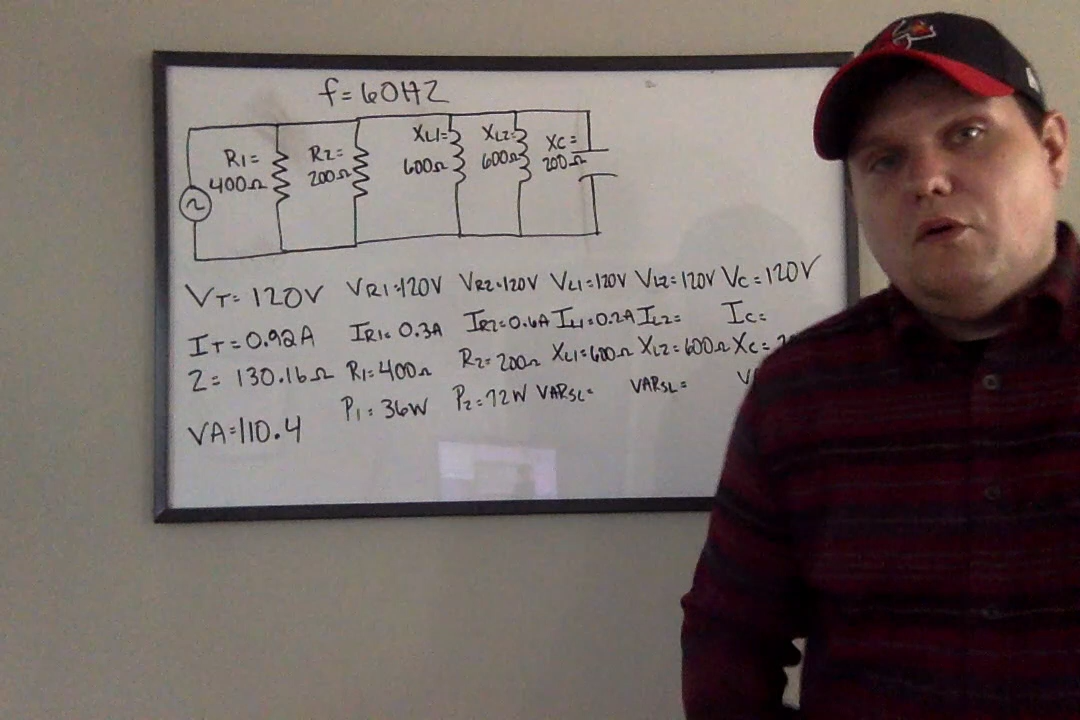 f=60HZ
R1= 400Ω
R2= 200Ω
XL1= 600Ω
XL2= 600Ω
XC= 200Ω
VT=120V VR1=120V VR2=120V VL1=120V VL2=120V VC=120V
IT=0.92A IR1=0.3A IR2=0.6A IL1=0.2A IL2= IC=
Z=130.16Ω R1=400Ω R2=200Ω XL1=600Ω XL2=600Ω XC=
VA=110.4 P1=36W P2=72W VARSL= VARSL=